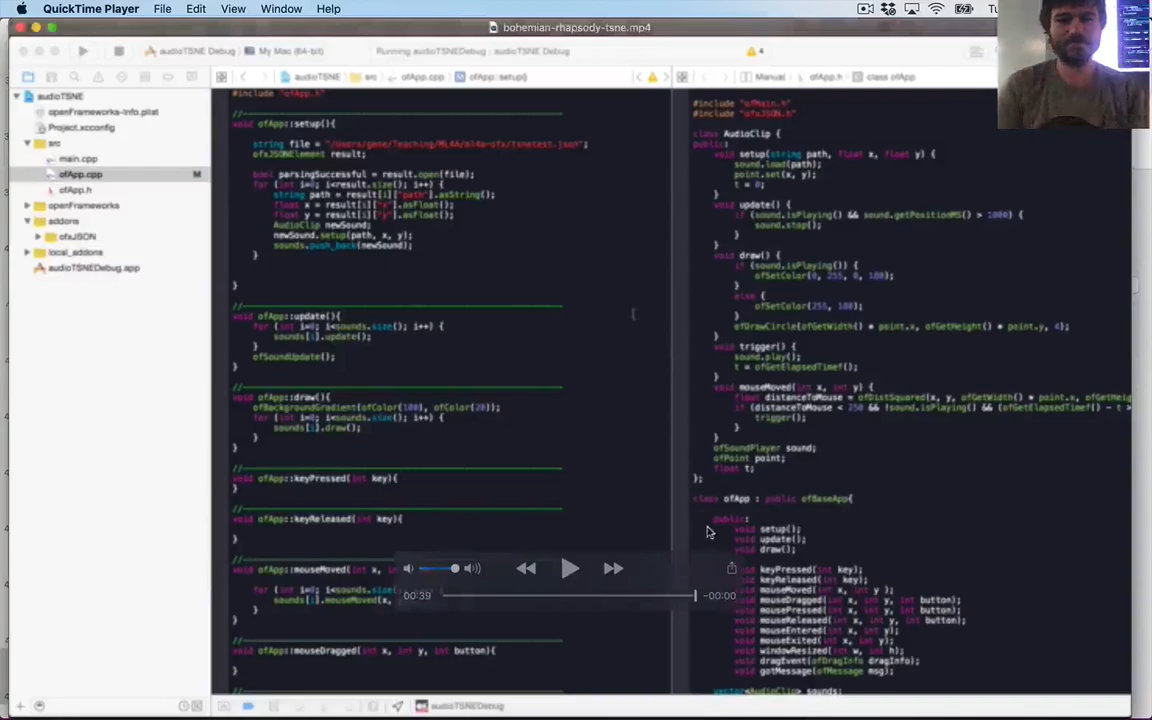 QuickTime Player File Edit View Window Help
bohemian-rhapsody-tsne.mp4
audioTSNE Debug My Mac (64-bit) Running audioTSNEDebug : audioTSNE Debug 4
audioTSNE src ofApp.cpp ofApp::setup()
Manual ofApp.h class ofApp
audioTSNE
openFrameworks-Info.plist
Project.xcconfig
src
main.cpp
ofApp.cpp M
ofApp.h
openFrameworks
addons
ofxJSON
local_addons
audioTSNEDebug.app
#include "ofApp.h"
//
void ofApp::setup(){
string file = "/Users/gene/Teaching/ML4A/ml4a-ofx/tsnetest.json";
ofxJSONElement result;
bool parsingSuccessful = result.open(file);
for (int i=0; i<result.size(); i++) {
string path = result[i]["path"].asString();
float x = result[i]["x"].asFloat();
float y = result[i]["y"].asFloat();
AudioClip newSound;
newSound.setup(path, x, y);
sounds.push_back(newSound);
}
}
//
void ofApp::update(){
for (int i=0; i<sounds.size(); i++) {
sounds[i].update();
}
ofSoundUpdate();
}
//
void ofApp::draw(){
ofBackgroundGradient(ofColor(100), ofColor(20));
for (int i=0; i<sounds.size(); i++) {
sounds[i].draw();
}
}
//
void ofApp::keyPressed(int key){
}
//
void ofApp::keyReleased(int key){
}
//
void ofApp::mouseMoved(int x,
for (int i=0; i<sounds.size
sounds[i].mouseMoved(x,
}
}
//
void ofApp::mouseDragged(int x, int y, int button){
}
//
#include "ofMain.h"
#include "ofxJSON.h"
class AudioClip {
public:
void setup(string path, float x, float y) {
sound.load(path);
point.set(x, y);
t = 0;
}
void update() {
if (sound.isPlaying() && sound.getPositionMS() > 1000) {
sound.stop();
}
}
void draw() {
if (sound.isPlaying()) {
ofSetColor(0, 255, 0, 180);
}
else {
ofSetColor(255, 180);
}
ofDrawCircle(ofGetWidth() * point.x, ofGetHeight() * point.y, 4);
}
void trigger() {
sound.play();
t = ofGetElapsedTimef();
}
void mouseMoved(int x, int y) {
float distanceToMouse = ofDistSquared(x, y, ofGetWidth() * point.x, ofGetHeig
if (distanceToMouse < 250 && !sound.isPlaying() && (ofGetElapsedTimef() - t >
trigger();
}
}
ofSoundPlayer sound;
ofPoint point;
float t;
};
class ofApp : public ofBaseApp{
public:
void setup();
void update();
void draw();
void keyPressed(int key);
void keyReleased(int key);
void mouseMoved(int x, int y );
void mouseDragged(int x, int y, int button);
void mousePressed(int x, int y, int button);
void mouseReleased(int x, int y, int button);
void mouseEntered(int x, int y);
void mouseExited(int x, int y);
void windowResized(int w, int h);
void dragEvent(ofDragInfo dragInfo);
void gotMessage(ofMessage msg);
vector<AudioClip> sounds;
00:39 -00:00
audioTSNEDebug